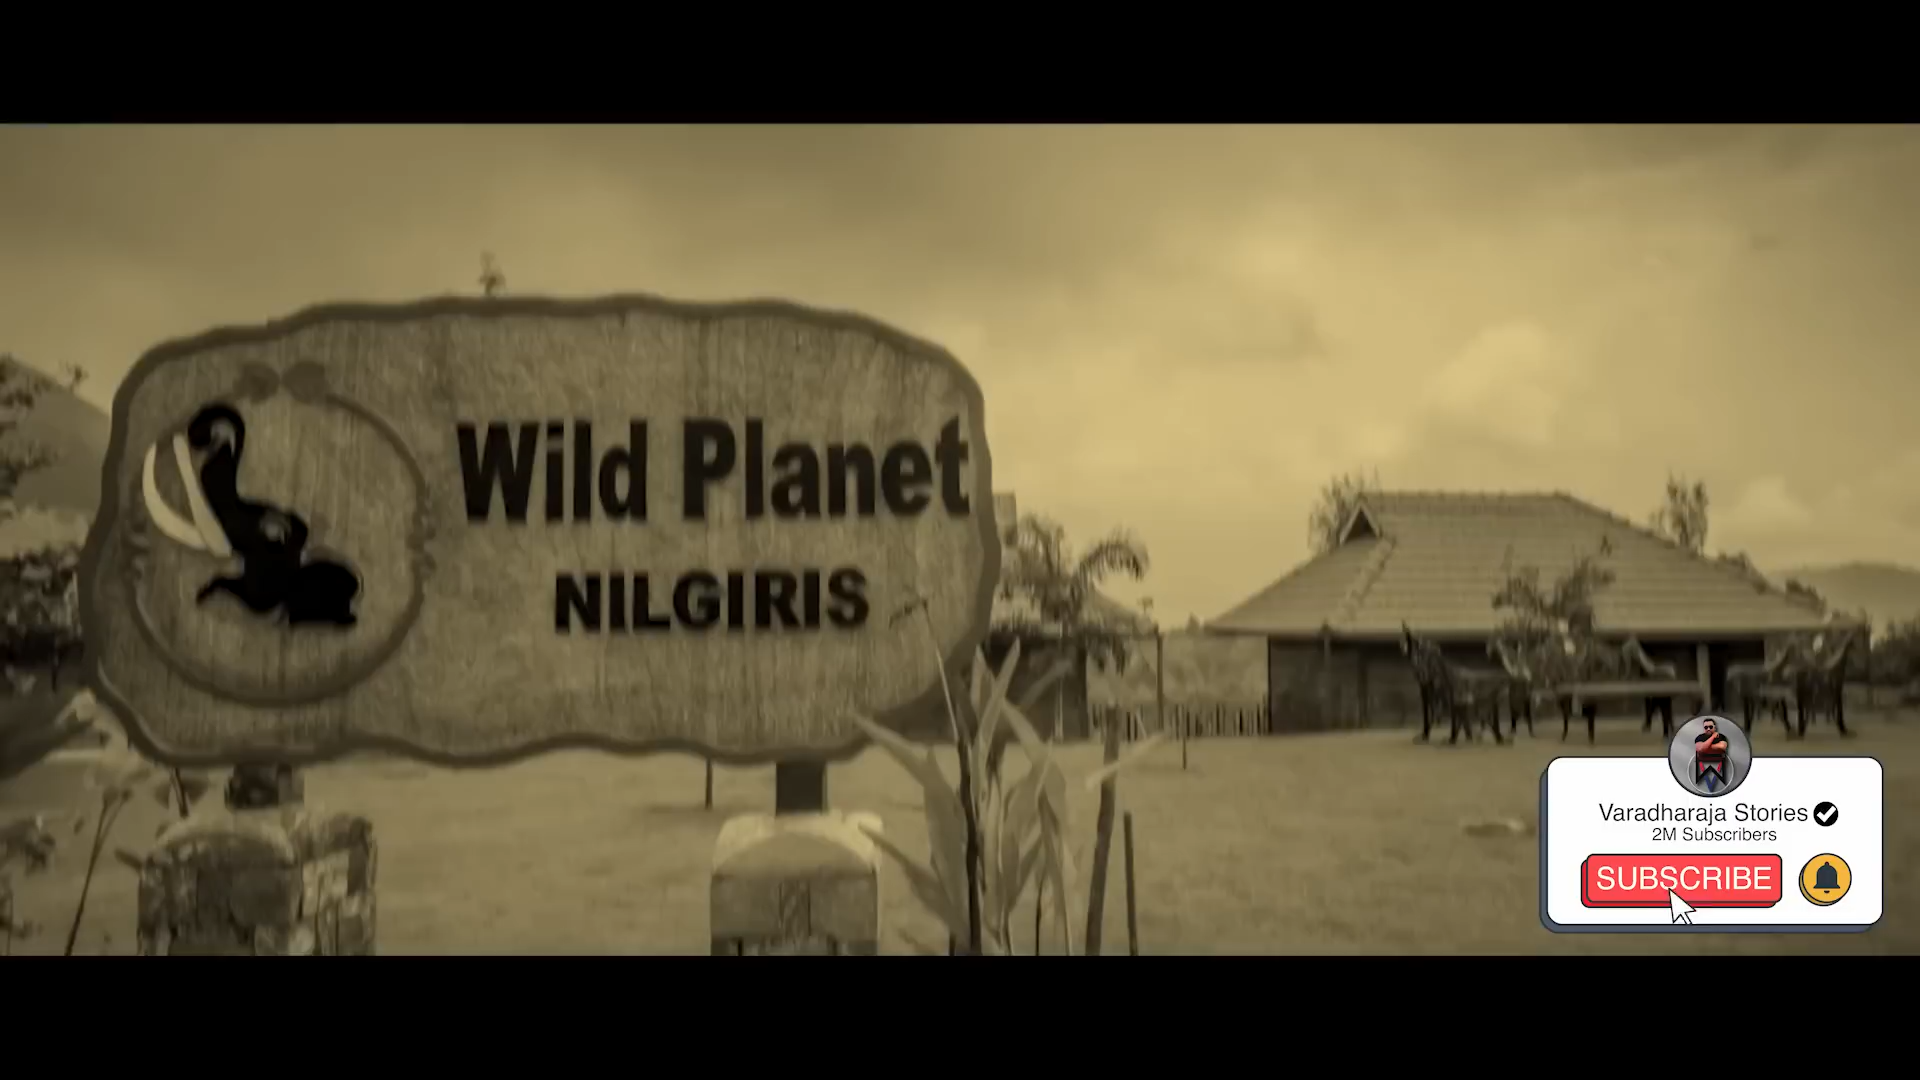 Wild Planet
NILGIRIS
Varadharaja Stories
2M Subscribers
SUBSCRIBE